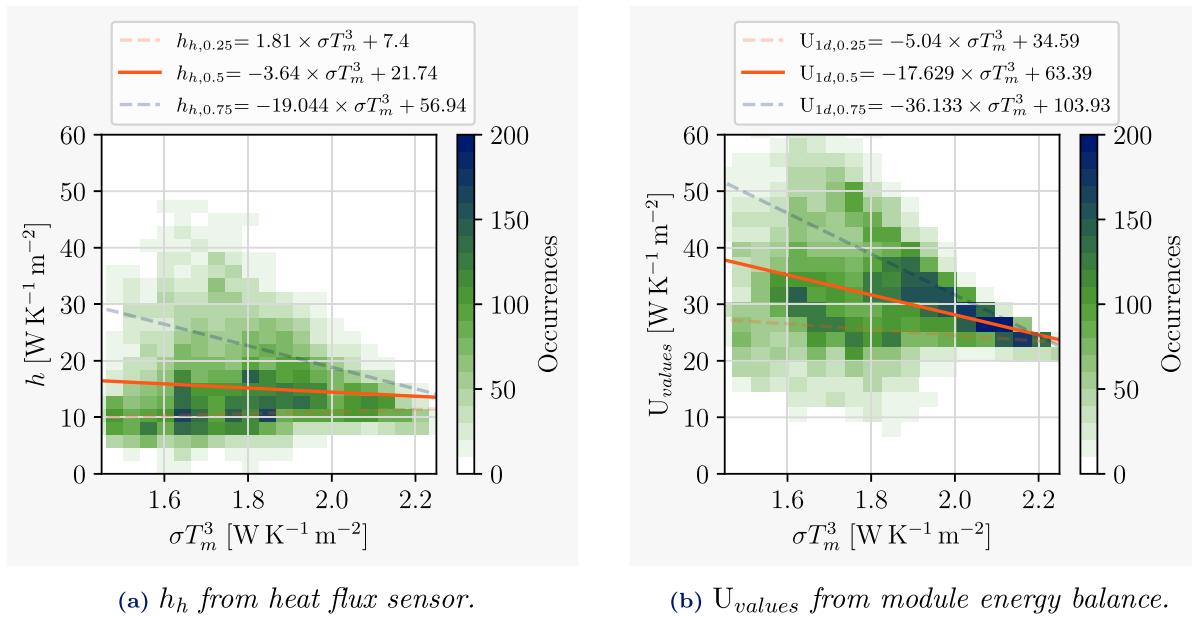 h_{h,0.25}= 1.81 × σT_m^3 + 7.4
h_{h,0.5}= −3.64 × σT_m^3 + 21.74
h_{h,0.75}= −19.044 × σT_m^3 + 56.94
60
50
40
30
20
10
0
h [W K⁻¹ m⁻²]
1.6 1.8 2.0 2.2
σT_m^3 [W K⁻¹ m⁻²]
200
150
100
50
0
Occurrences
(a) h_h from heat flux sensor.
U_{1d,0.25}= −5.04 × σT_m^3 + 34.59
U_{1d,0.5}= −17.629 × σT_m^3 + 63.39
U_{1d,0.75}= −36.133 × σT_m^3 + 103.93
60
50
40
30
20
10
0
U_{values} [W K⁻¹ m⁻²]
1.6 1.8 2.0 2.2
σT_m^3 [W K⁻¹ m⁻²]
200
150
100
50
0
Occurrences
(b) U_{values} from module energy balance.